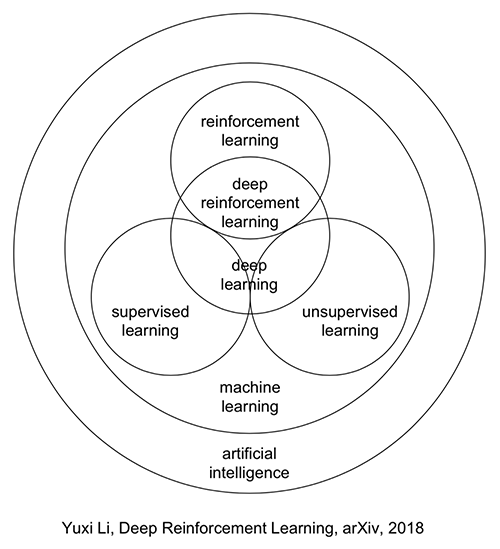 reinforcement
learning
deep
reinforcement
learning
deep
learning
supervised
learning
unsupervised
learning
machine
learning
artificial
intelligence
Yuxi Li, Deep Reinforcement Learning, arXiv, 2018